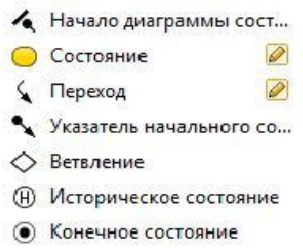 Начало диаграммы сост...
Состояние
Переход
Указатель начального со...
Ветвление
H Историческое состояние
Конечное состояние